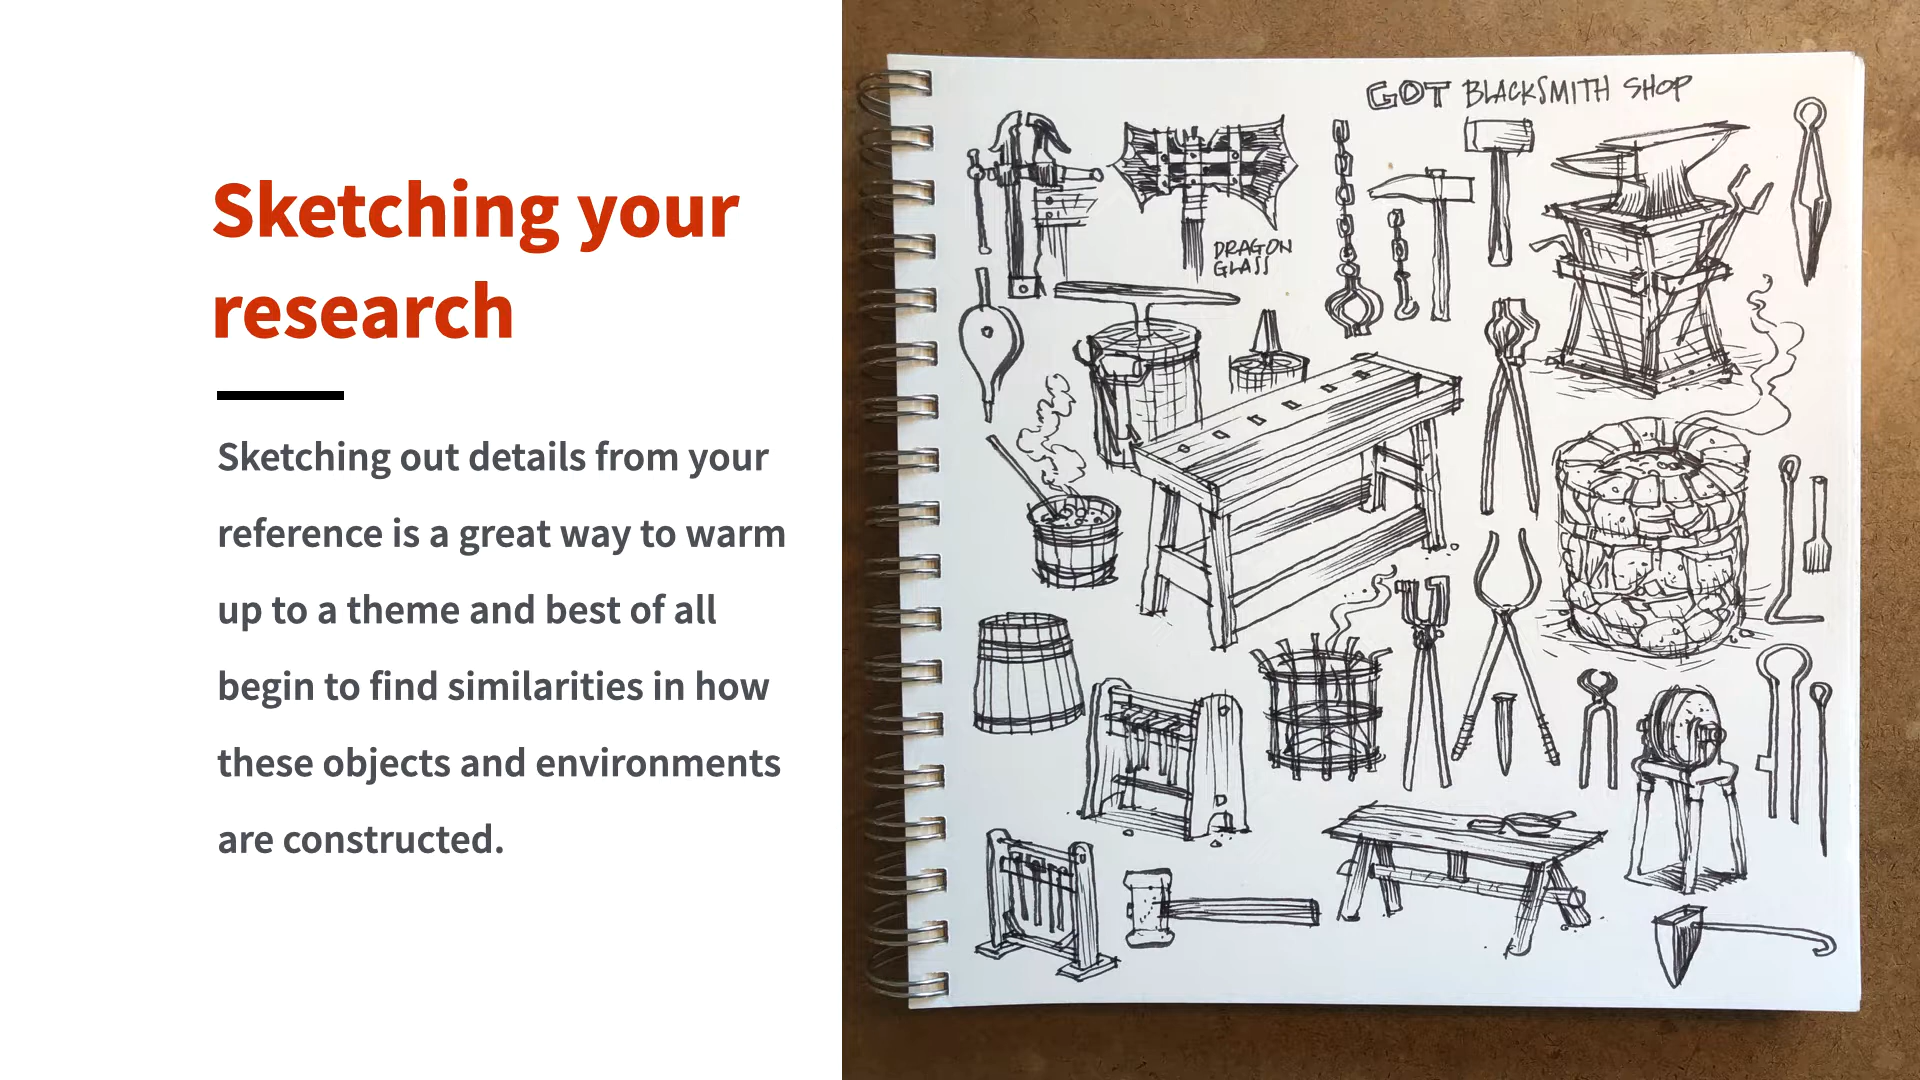 Sketching your
research
Sketching out details from your
reference is a great way to warm
up to a theme and best of all
begin to find similarities in how
these objects and environments
are constructed.
GOT BLACKSMITH SHOP
DRAGON
GLASS